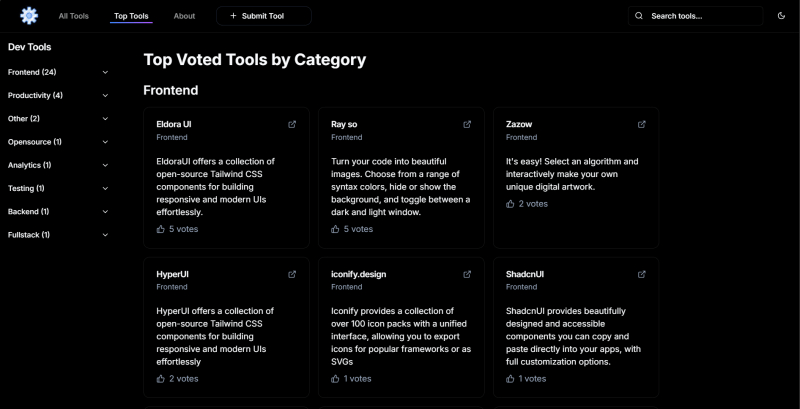 All Tools
Top Tools
About
+ Submit Tool
Search tools...
Dev Tools
Frontend (24)
Productivity (4)
Other (2)
Opensource (1)
Analytics (1)
Testing (1)
Backend (1)
Fullstack (1)
Top Voted Tools by Category
Frontend
Eldora UI
Frontend
EldoraUI offers a collection of
open-source Tailwind CSS
components for building
responsive and modern UIs
effortlessly.
5 votes
Ray so
Frontend
Turn your code into beautiful
images. Choose from a range of
syntax colors, hide or show the
background, and toggle between a
dark and light window.
5 votes
Zazow
Frontend
It's easy! Select an algorithm and
interactively make your own
unique digital artwork.
2 votes
HyperUI
Frontend
HyperUI offers a collection of
open-source Tailwind CSS
components for building
responsive and modern UIs
effortlessly
2 votes
iconify.design
Frontend
Iconify provides a collection of
over 100 icon packs with a unified
interface, allowing you to export
icons for popular frameworks or as
SVGs
1 votes
ShadcnUI
Frontend
ShadcnUI provides beautifully
designed and accessible
components you can copy and
paste directly into your apps, with
full customization options.
1 votes